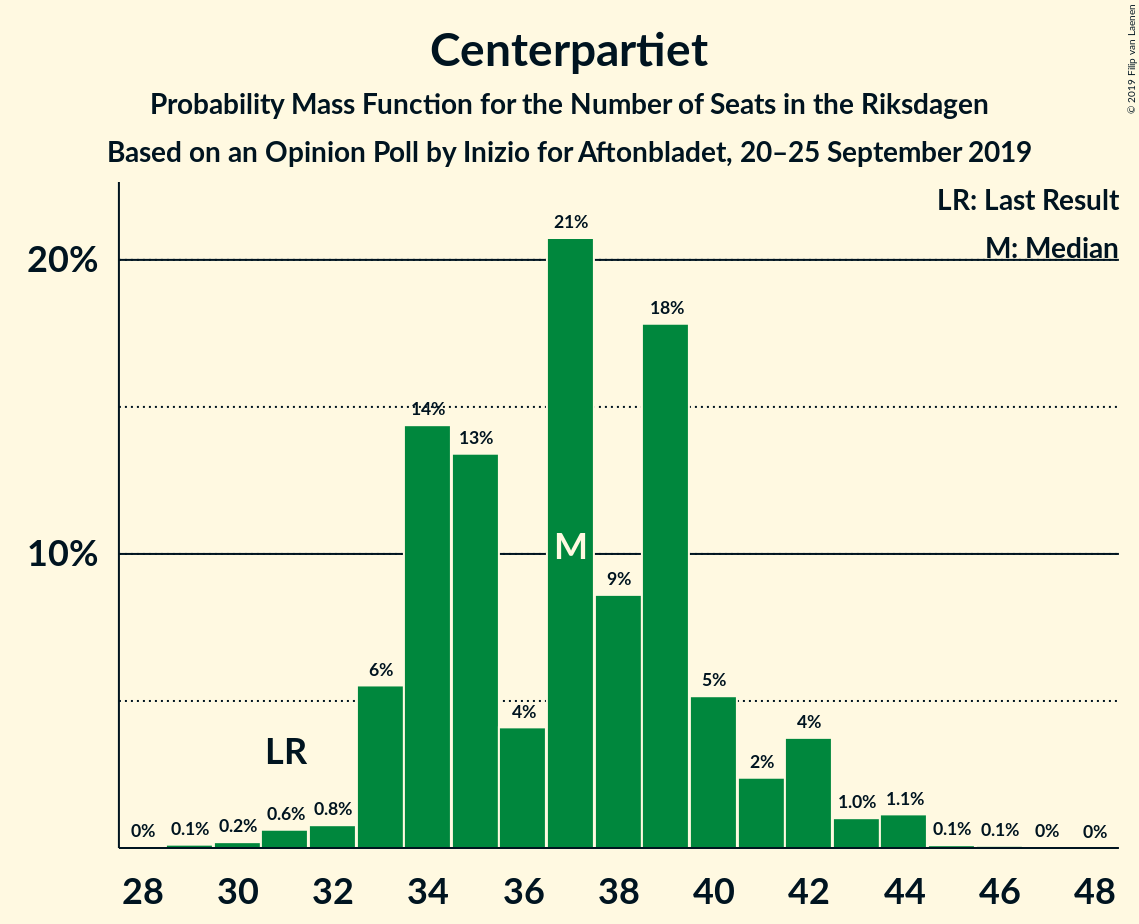 Centerpartiet
Probability Mass Function for the Number of Seats in the Riksdagen
Based on an Opinion Poll by Inizio for Aftonbladet, 20–25 September 2019
© 2019 Filip van Laenen
LR: Last Result
M: Median
20%
10%
0%
0.1%
0.2%
0.6%
0.8%
6%
14%
13%
4%
21%
9%
18%
5%
2%
4%
1.0%
1.1%
0.1%
0.1%
0%
0%
LR
M
28 30 32 34 36 38 40 42 44 46 48